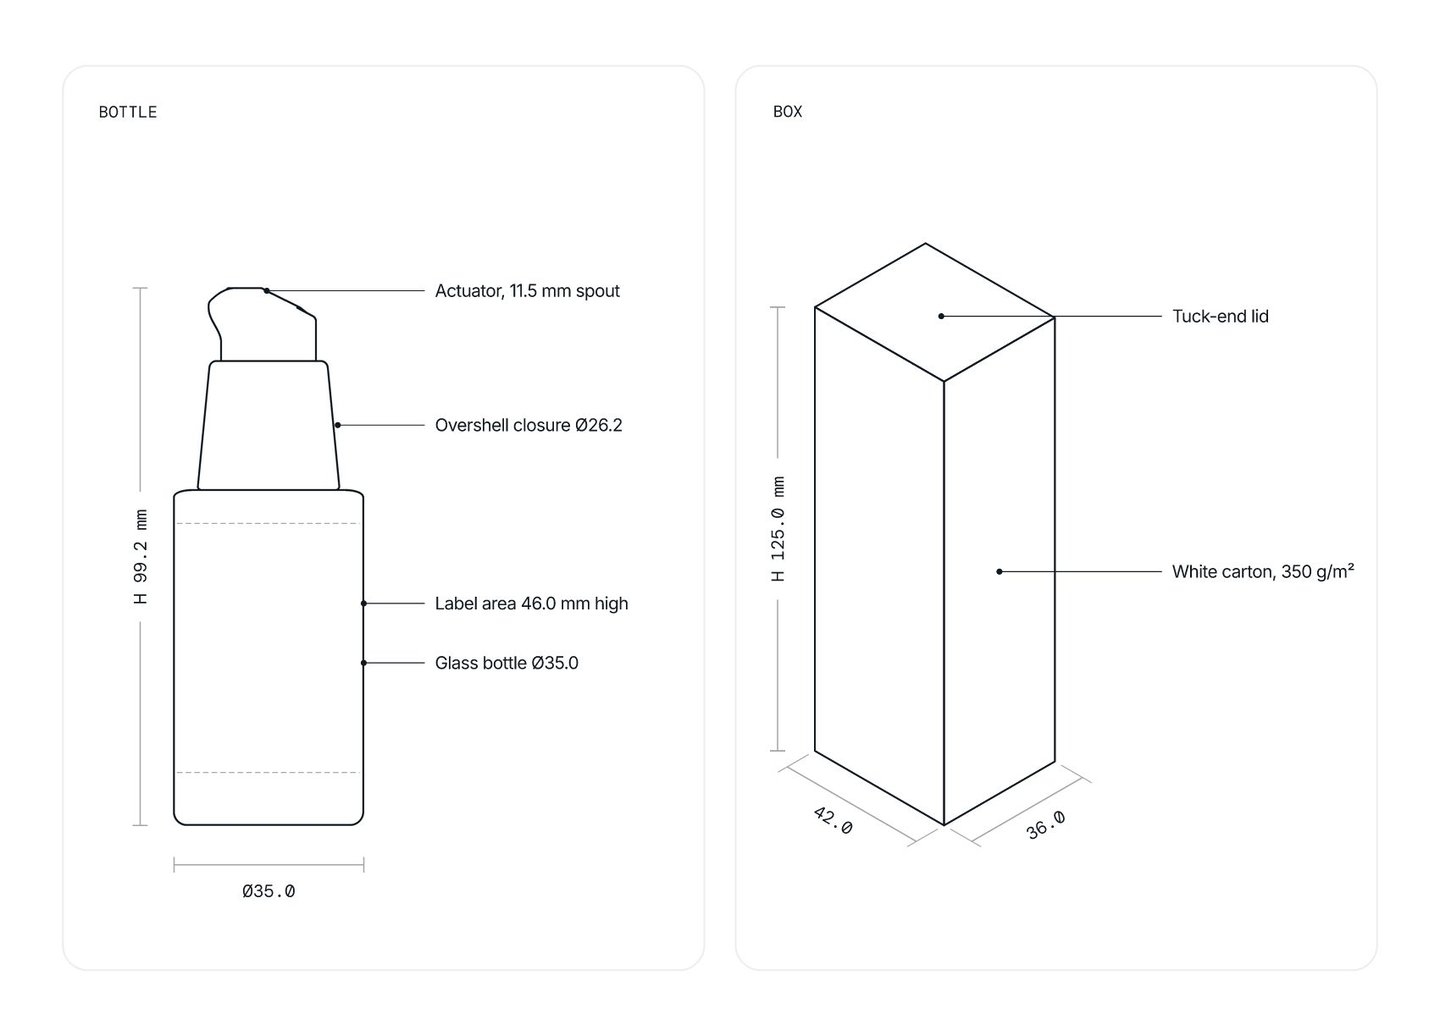 BOTTLE
Actuator, 11.5 mm spout
Overshell closure Ø26.2
H 99.2 mm
Label area 46.0 mm high
Glass bottle Ø35.0
Ø35.0
BOX
Tuck-end lid
H 125.0 mm
White carton, 350 g/m²
42.0
36.0